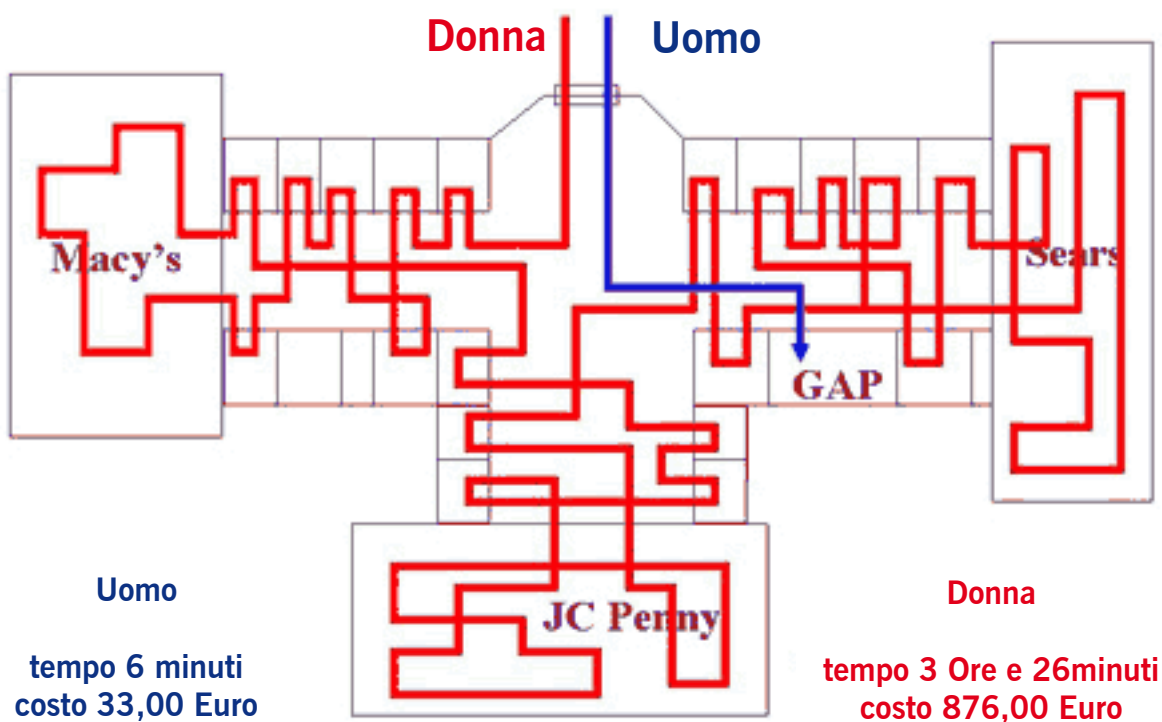 Donna
Uomo
Macy's
Sears
GAP
JC Penny
Uomo
tempo 6 minuti
costo 33,00 Euro
Donna
tempo 3 Ore e 26minuti
costo 876,00 Euro